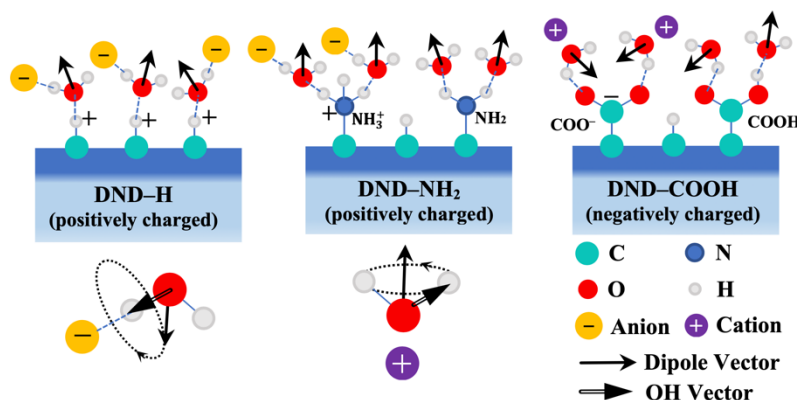 + + +
DND–H
(positively charged)
+
NH₃⁺
NH₂
DND–NH₂
(positively charged)
COO⁻
COOH
DND–COOH
(negatively charged)
C
N
O
H
− Anion
+ Cation
Dipole Vector
OH Vector